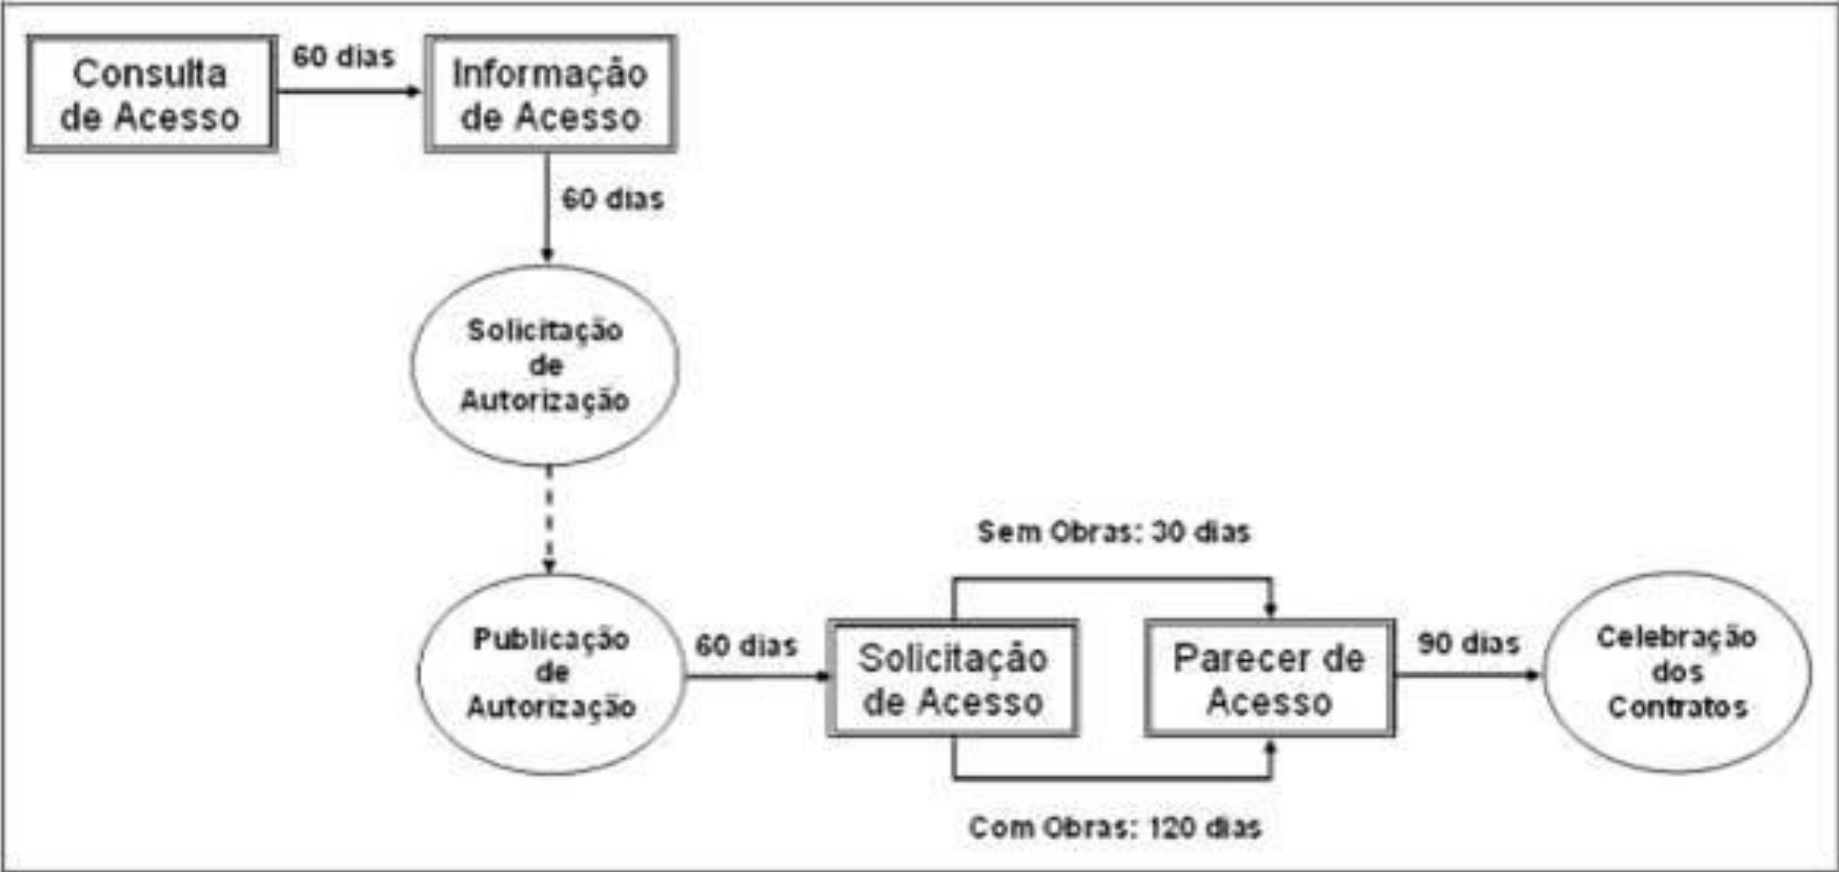 Consulta
de Acesso
60 dias
Informação
de Acesso
60 dias
Solicitação
de
Autorização
Publicação
de
Autorização
60 dias
Solicitação
de Acesso
Sem Obras: 30 dias
Com Obras: 120 dias
Parecer de
Acesso
90 dias
Celebração
dos
Contratos